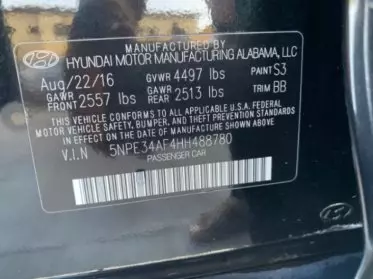 MANUFACTURED BY
HYUNDAI MOTOR MANUFACTURING ALABAMA, LLC
Aug/22/16 GVWR 4497 lbs PAINT S3
GAWR FRONT 2557 lbs GAWR REAR 2513 lbs TRIM BB
THIS VEHICLE CONFORMS TO ALL APPLICABLE U.S. FEDERAL
MOTOR VEHICLE SAFETY, BUMPER, AND THEFT PREVENTION
STANDARDS IN EFFECT ON THE DATE OF MANUFACTURE SHOWN ABOVE.
V.I.N 5NPE34AF4HH488780
PASSENGER CAR